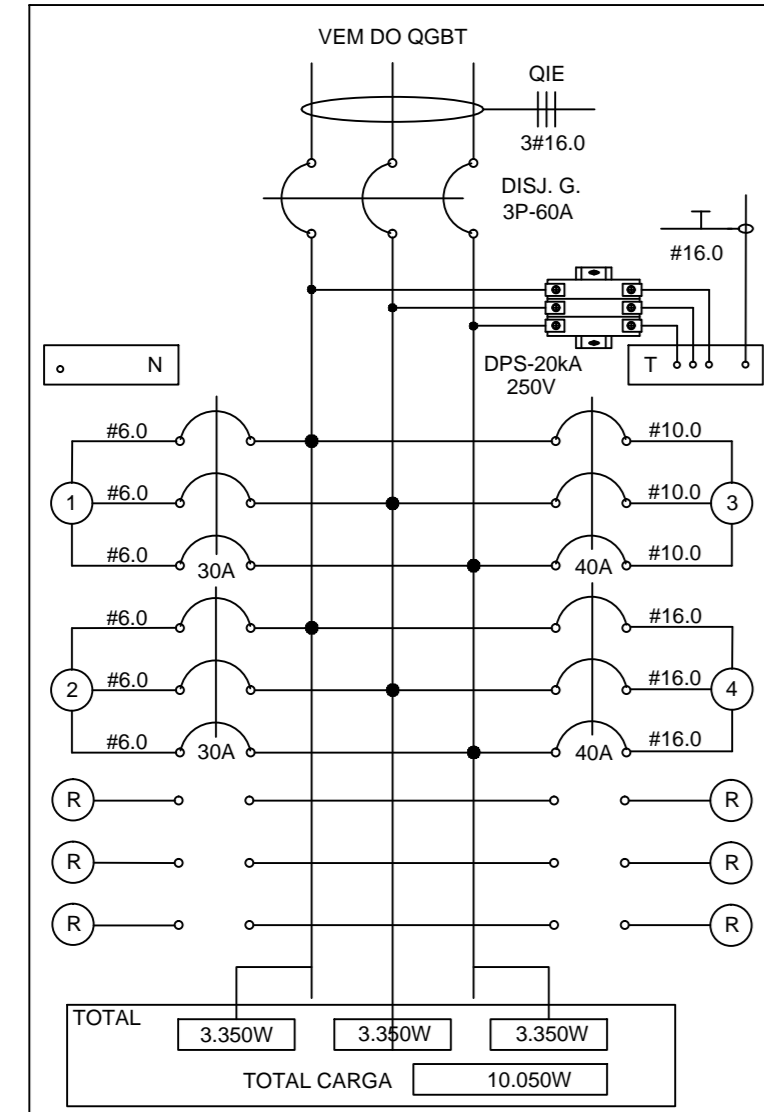 VEM DO QGBT
QIE
3#16.0
DISJ. G.
3P-60A
T
#16.0
DPS-20kA
250V
N
T
#6.0
#10.0
1
#6.0
#10.0
3
#6.0
30A
40A
#10.0
#6.0
#16.0
2
#6.0
#16.0
4
#6.0
30A
40A
#16.0
R
R
R
R
R
R
TOTAL
3.350W
3.350W
3.350W
TOTAL CARGA
10.050W